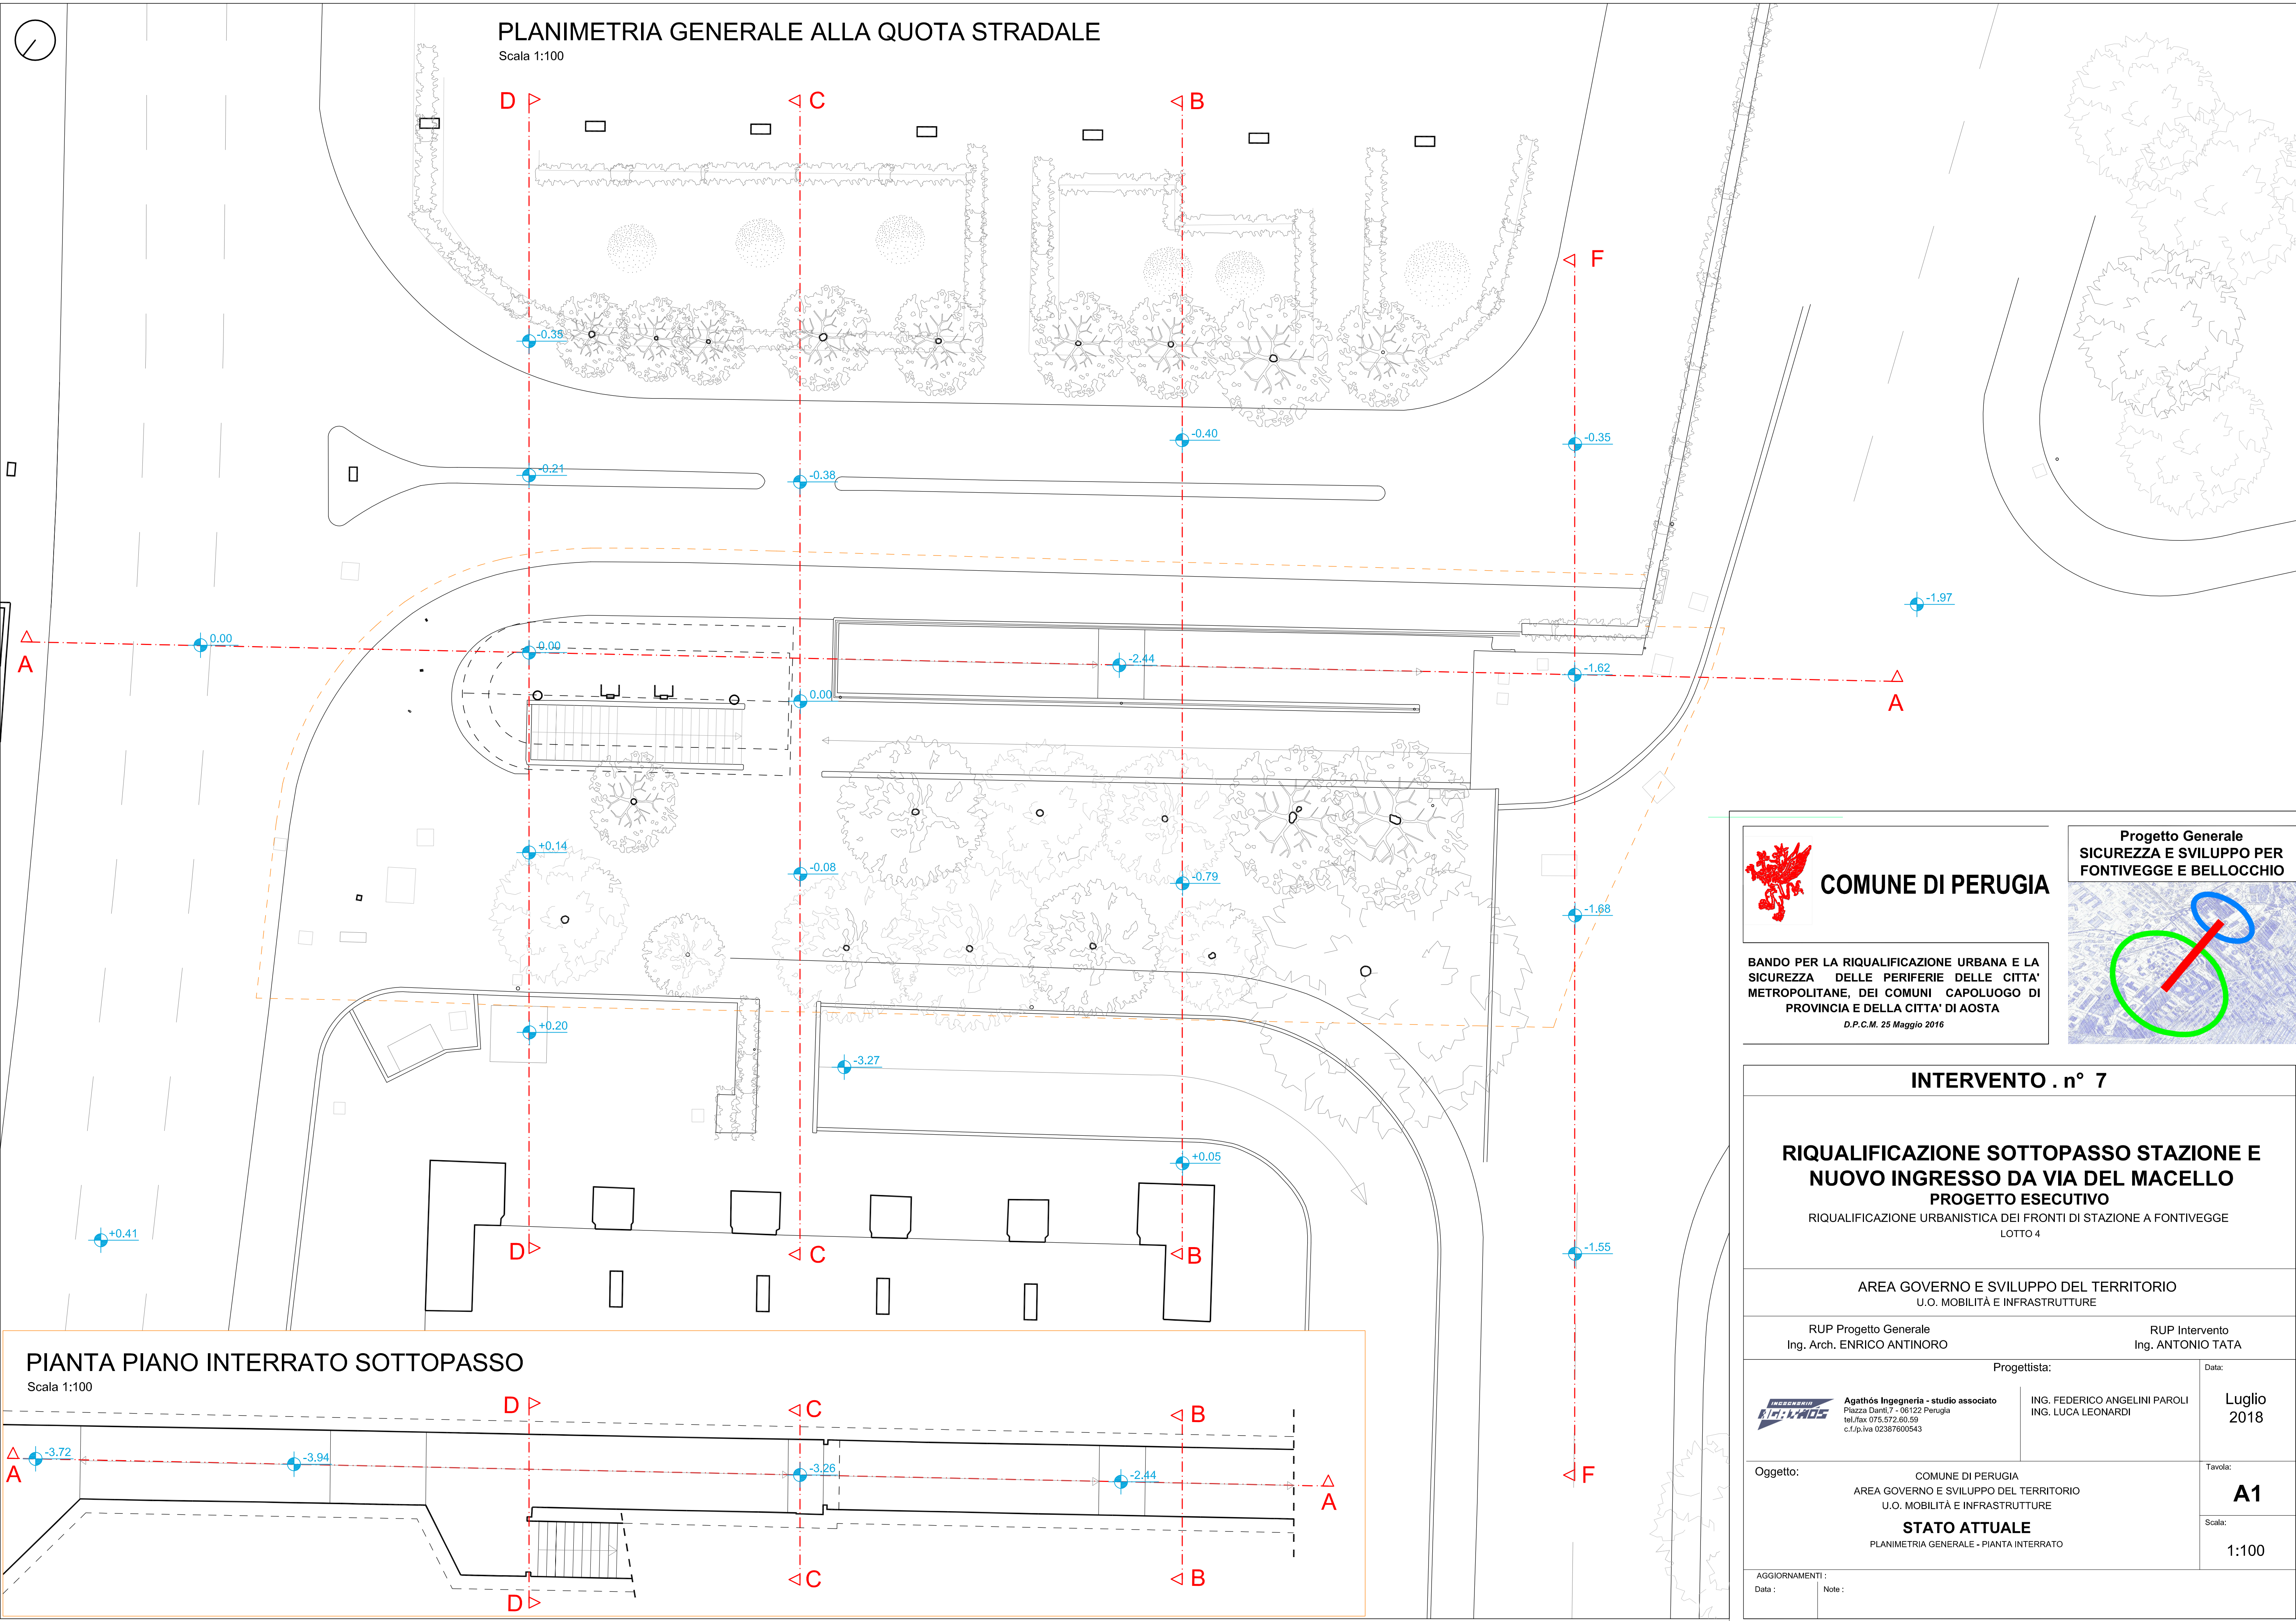 PLANIMETRIA GENERALE ALLA QUOTA STRADALE
Scala 1:100
D
C
B
F
-0.35
-0.40
-0.35
-0.21
-0.38
-1.97
0.00
-0.00
-2.44
-1.62
A
0.00
A
+0.14
-0.08
-0.79
-1.68
+0.20
-3.27
+0.05
+0.41
D
C
B
-1.55
F
PIANTA PIANO INTERRATO SOTTOPASSO
Scala 1:100
D
C
B
-3.72
-3.94
-3.26
-2.44
A
A
D
C
B
COMUNE DI PERUGIA
BANDO PER LA RIQUALIFICAZIONE URBANA E LA
SICUREZZA DELLE PERIFERIE DELLE CITTA'
METROPOLITANE, DEI COMUNI CAPOLUOGO DI
PROVINCIA E DELLA CITTA' DI AOSTA
D.P.C.M. 25 Maggio 2016
Progetto Generale
SICUREZZA E SVILUPPO PER
FONTIVEGGE E BELLOCCHIO
INTERVENTO . n° 7
RIQUALIFICAZIONE SOTTOPASSO STAZIONE E
NUOVO INGRESSO DA VIA DEL MACELLO
PROGETTO ESECUTIVO
RIQUALIFICAZIONE URBANISTICA DEI FRONTI DI STAZIONE A FONTIVEGGE
LOTTO 4
AREA GOVERNO E SVILUPPO DEL TERRITORIO
U.O. MOBILITÀ E INFRASTRUTTURE
RUP Progetto Generale
Ing. Arch. ENRICO ANTINORO
RUP Intervento
Ing. ANTONIO TATA
Progettista:
INGEGNERIA
AGATHOS
Agathós Ingegneria - studio associato
Piazza Danti,7 - 06122 Perugia
tel./fax 075.572.60.59
c.f./p.iva 02387600543
ING. FEDERICO ANGELINI PAROLI
ING. LUCA LEONARDI
Data:
Luglio
2018
Oggetto:
COMUNE DI PERUGIA
AREA GOVERNO E SVILUPPO DEL TERRITORIO
U.O. MOBILITÀ E INFRASTRUTTURE
STATO ATTUALE
PLANIMETRIA GENERALE - PIANTA INTERRATO
Tavola:
A1
Scala:
1:100
AGGIORNAMENTI :
Data :
Note :